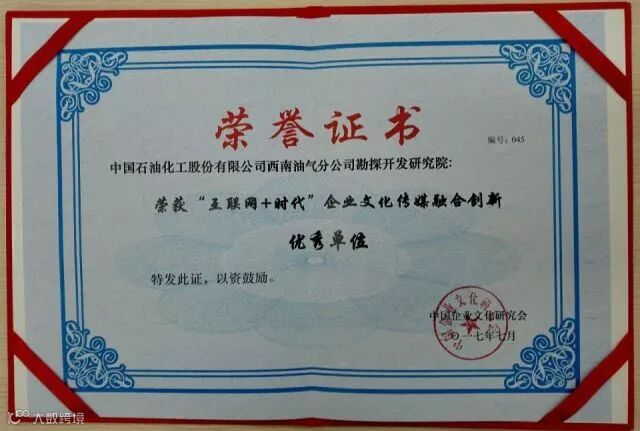 荣誉证书
编号：045
中国石油化工股份有限公司西南油气分公司勘探开发研究院：
荣获“互联网+时代”企业文化传媒融合创新
优秀单位
特发此证，以资鼓励。
中国企业文化研究会
二〇一七年七月
大数跨境